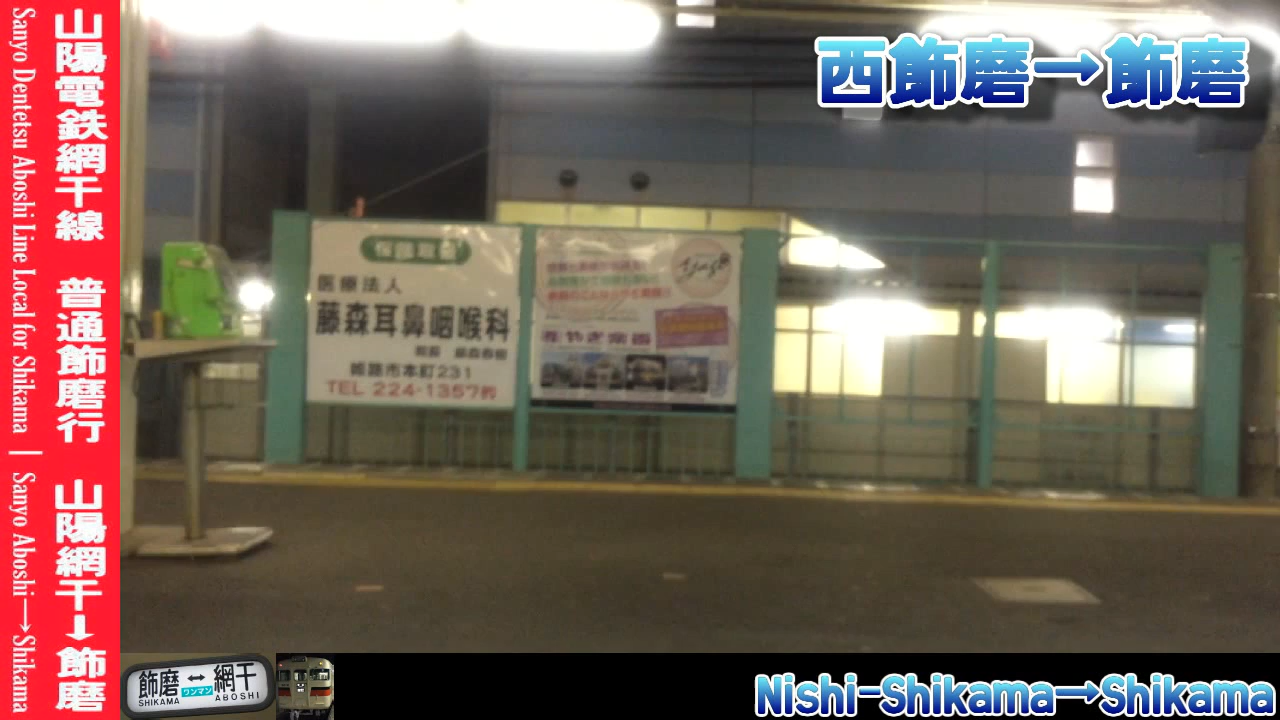 山陽電鉄網干線　普通飾磨行　山陽網干→飾磨
Sanyo Dentetsu Aboshi Line Local for Shikama | Sanyo Aboshi→Shikama
西飾磨→飾磨
医療法人
藤森耳鼻咽喉科
姫路市本町231
TEL 224-1357
飾磨↔網干
ワンマン
SHIKAMA ABOSHI
Nishi-Shikama→Shikama